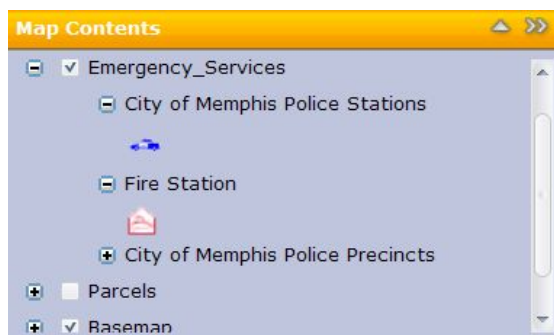 Map Contents
Emergency_Services
City of Memphis Police Stations
Fire Station
City of Memphis Police Precincts
Parcels
Basemap